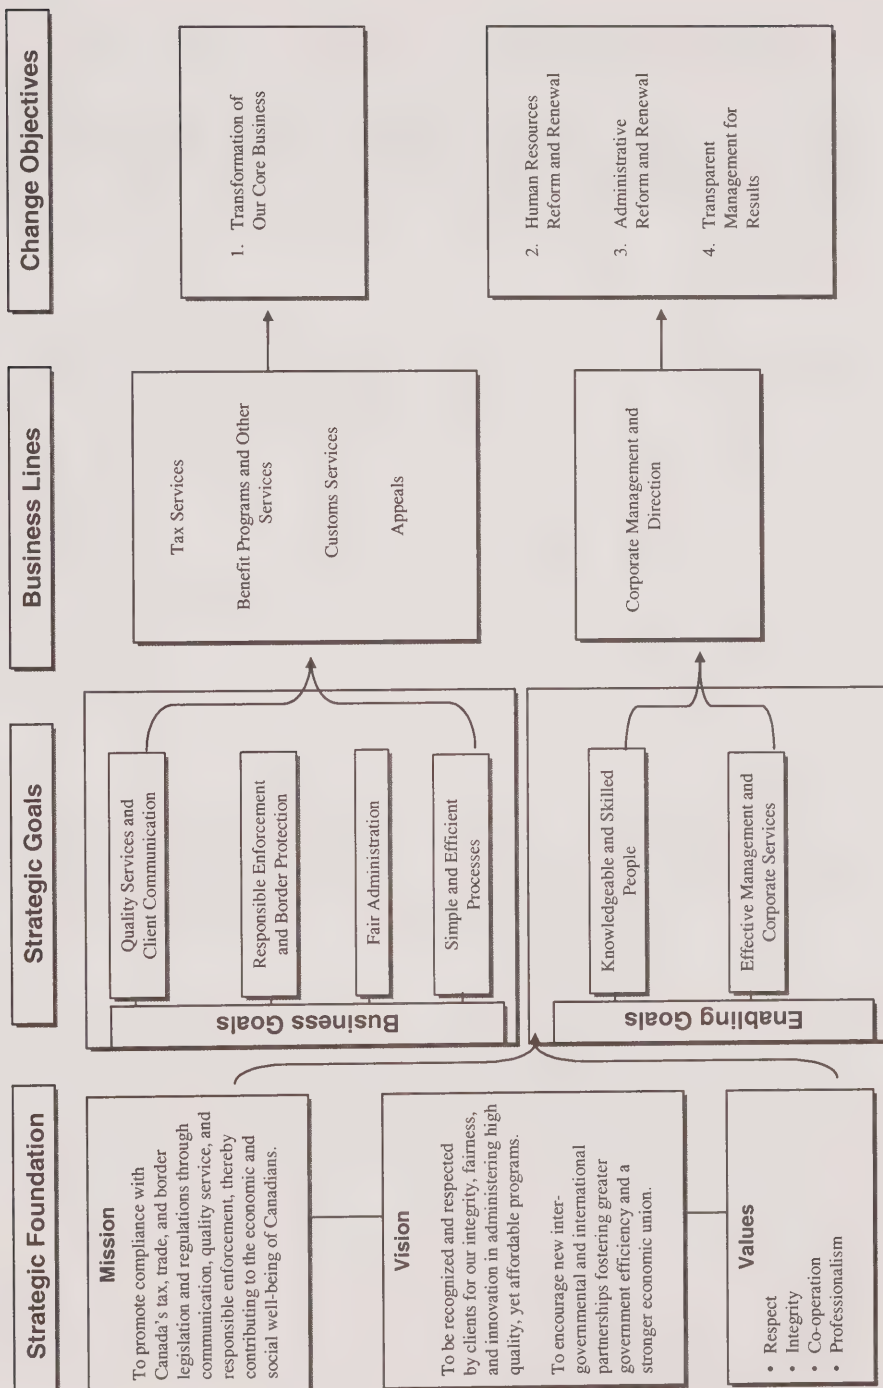 Strategic Foundation
Mission
To promote compliance with
Canada's tax, trade, and border
legislation and regulations through
communication, quality service, and
responsible enforcement, thereby
contributing to the economic and
social well-being of Canadians.
Vision
To be recognized and respected
by clients for our integrity, fairness,
and innovation in administering high
quality, yet affordable programs.
To encourage new inter-
governmental and international
partnerships fostering greater
government efficiency and a
stronger economic union.
Values
• Respect
• Integrity
• Co-operation
• Professionalism
Strategic Goals
Business Goals
Quality Services and
Client Communication
Responsible Enforcement
and Border Protection
Fair Administration
Simple and Efficient
Processes
Enabling Goals
Knowledgeable and Skilled
People
Effective Management and
Corporate Services
Business Lines
Tax Services
Benefit Programs and Other
Services
Customs Services
Appeals
Corporate Management and
Direction
Change Objectives
1. Transformation of
Our Core Business
2. Human Resources
Reform and Renewal
3. Administrative
Reform and Renewal
4. Transparent
Management for
Results